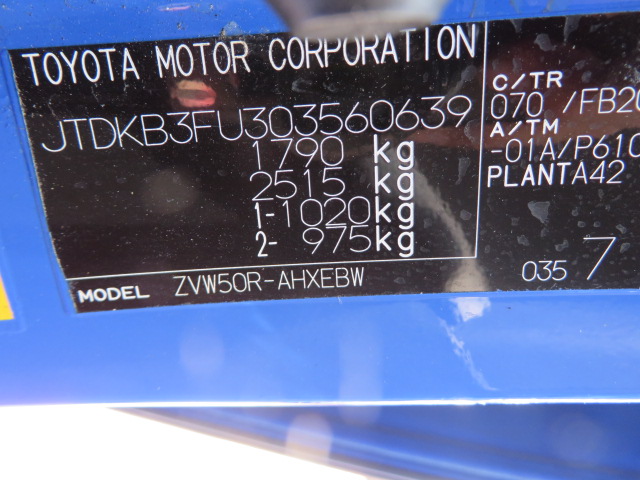 TOYOTA MOTOR CORPORATION
JTDKB3FU303560639
1790 kg
2515 kg
1-1020kg
2- 975kg
MODEL ZVW50R-AHXEBW
C/TR
070 /FB20
A/TM
-01A/P610
PLANTA42
035 7